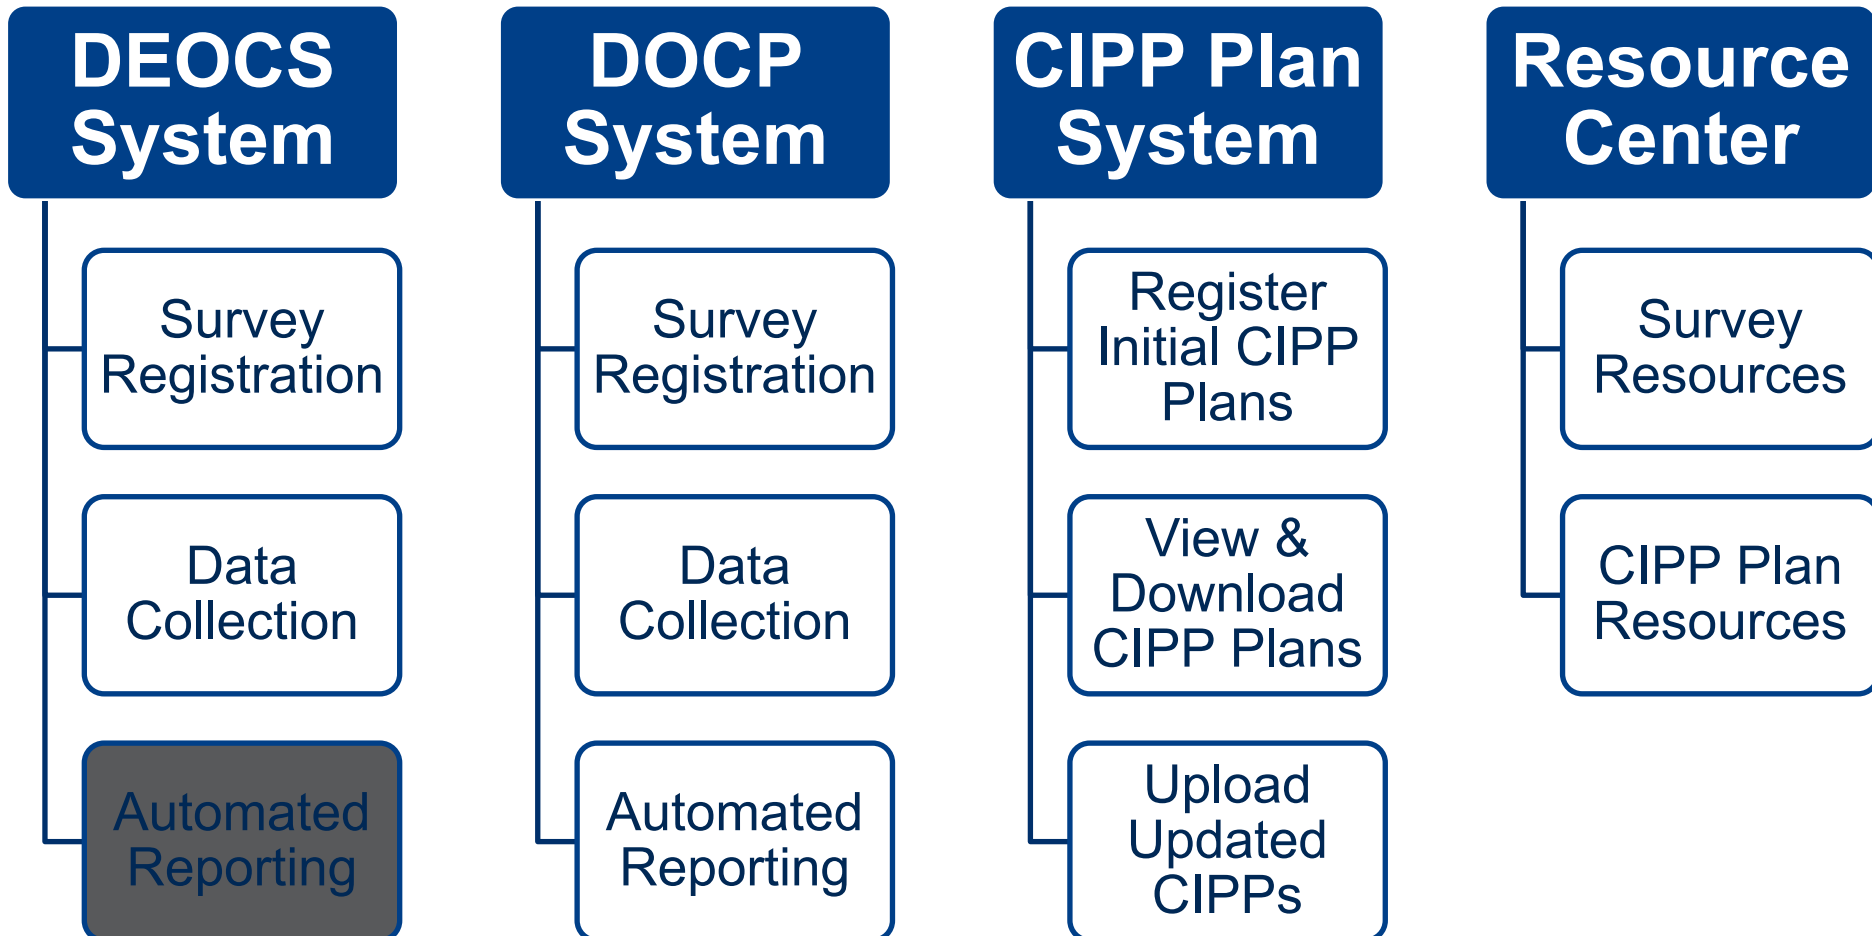 DEOCS
System
Survey
Registration
Data
Collection
Automated
Reporting
DOCP
System
Survey
Registration
Data
Collection
Automated
Reporting
CIPP Plan
System
Register
Initial CIPP
Plans
View &
Download
CIPP Plans
Upload
Updated
CIPPs
Resource
Center
Survey
Resources
CIPP Plan
Resources